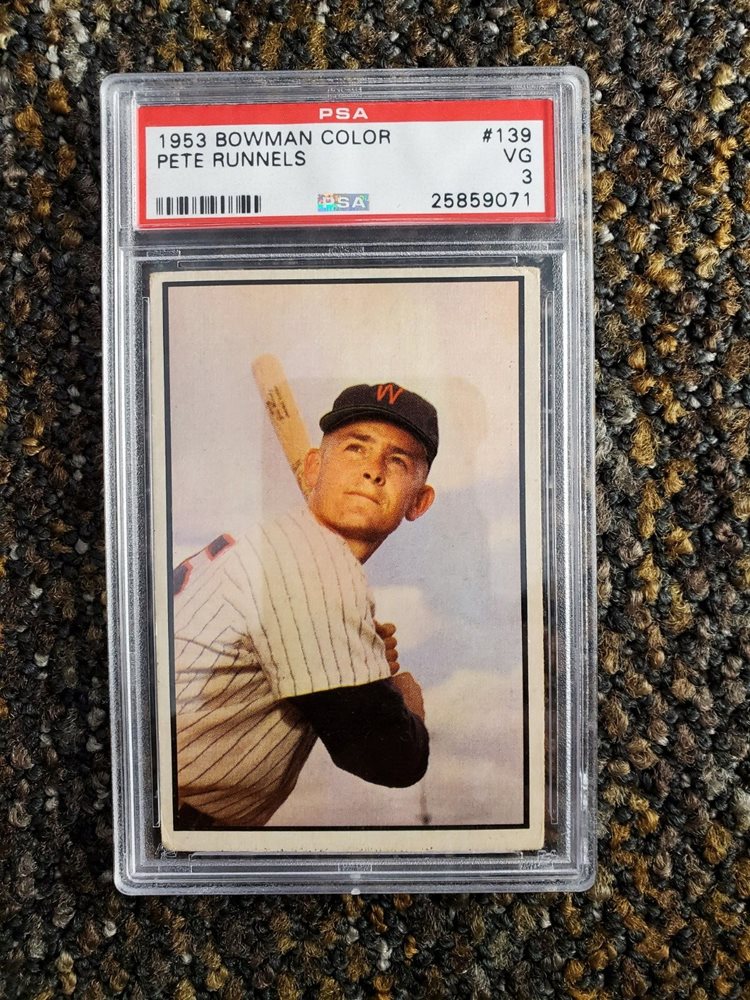 PSA
1953 BOWMAN COLOR #139
PETE RUNNELS VG
3
PSA 25859071
W